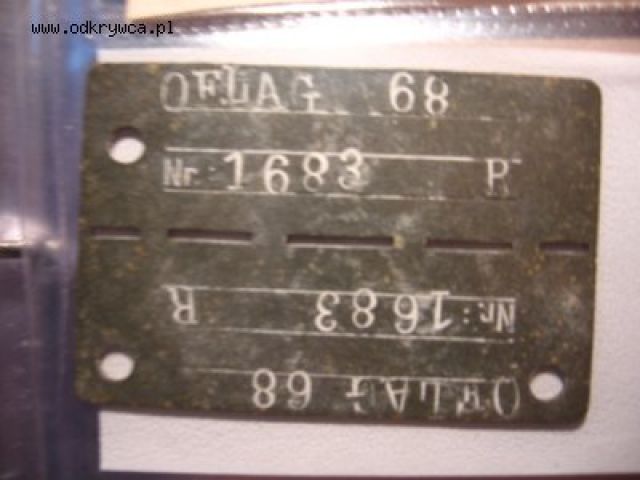 www.odkrywca.pl
OFLAG 68
Nr: 1683 R
Nr: 1683 R
OFLAG 68